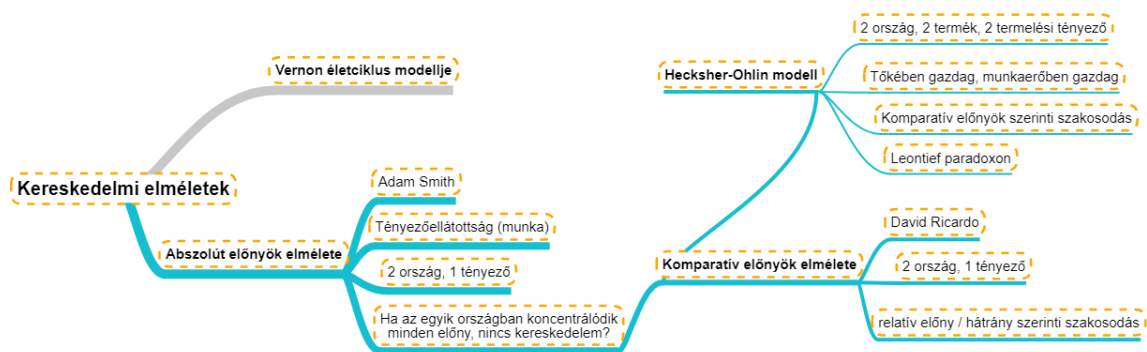 Kereskedelmi elméletek
Vernon életciklus modellje
Abszolút előnyök elmélete
Adam Smith
Tényezőellátottság (munka)
2 ország, 1 tényező
Ha az egyik országban koncentrálódik
minden előny, nincs kereskedelem?
Komparatív előnyök elmélete
David Ricardo
2 ország, 1 tényező
relatív előny / hátrány szerinti szakosodás
Hecksher-Ohlin modell
2 ország, 2 termék, 2 termelési tényező
Tőkében gazdag, munkaerőben gazdag
Komparatív előnyök szerinti szakosodás
Leontief paradoxon